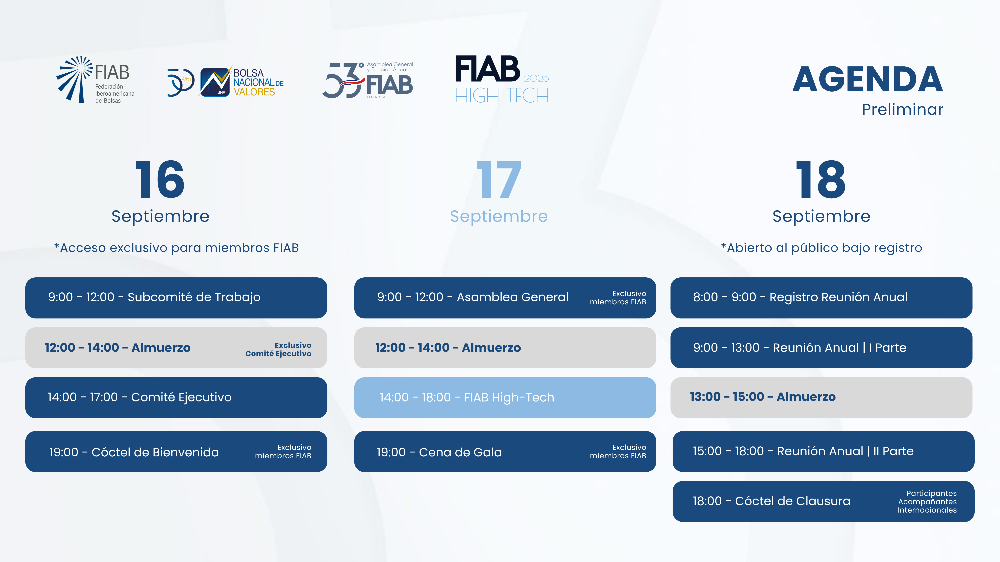 FIAB
Federación
Iberoamericana
de Bolsas
50 Años
BNV
BOLSA
NACIONAL DE
VALORES
53°
Asamblea General
y Reunión Anual
FIAB
COSTA RICA
FIAB 2026
HIGH TECH
AGENDA
Preliminar
16
Septiembre
*Acceso exclusivo para miembros FIAB
9:00 - 12:00 - Subcomité de Trabajo
12:00 - 14:00 - Almuerzo
Exclusivo
Comité Ejecutivo
14:00 - 17:00 - Comité Ejecutivo
19:00 - Cóctel de Bienvenida
Exclusivo
miembros FIAB
17
Septiembre
9:00 - 12:00 - Asamblea General
Exclusivo
miembros FIAB
12:00 - 14:00 - Almuerzo
14:00 - 18:00 - FIAB High-Tech
19:00 - Cena de Gala
Exclusivo
miembros FIAB
18
Septiembre
*Abierto al público bajo registro
8:00 - 9:00 - Registro Reunión Anual
9:00 - 13:00 - Reunión Anual | I Parte
13:00 - 15:00 - Almuerzo
15:00 - 18:00 - Reunión Anual | II Parte
18:00 - Cóctel de Clausura
Participantes
Acompañantes
Internacionales